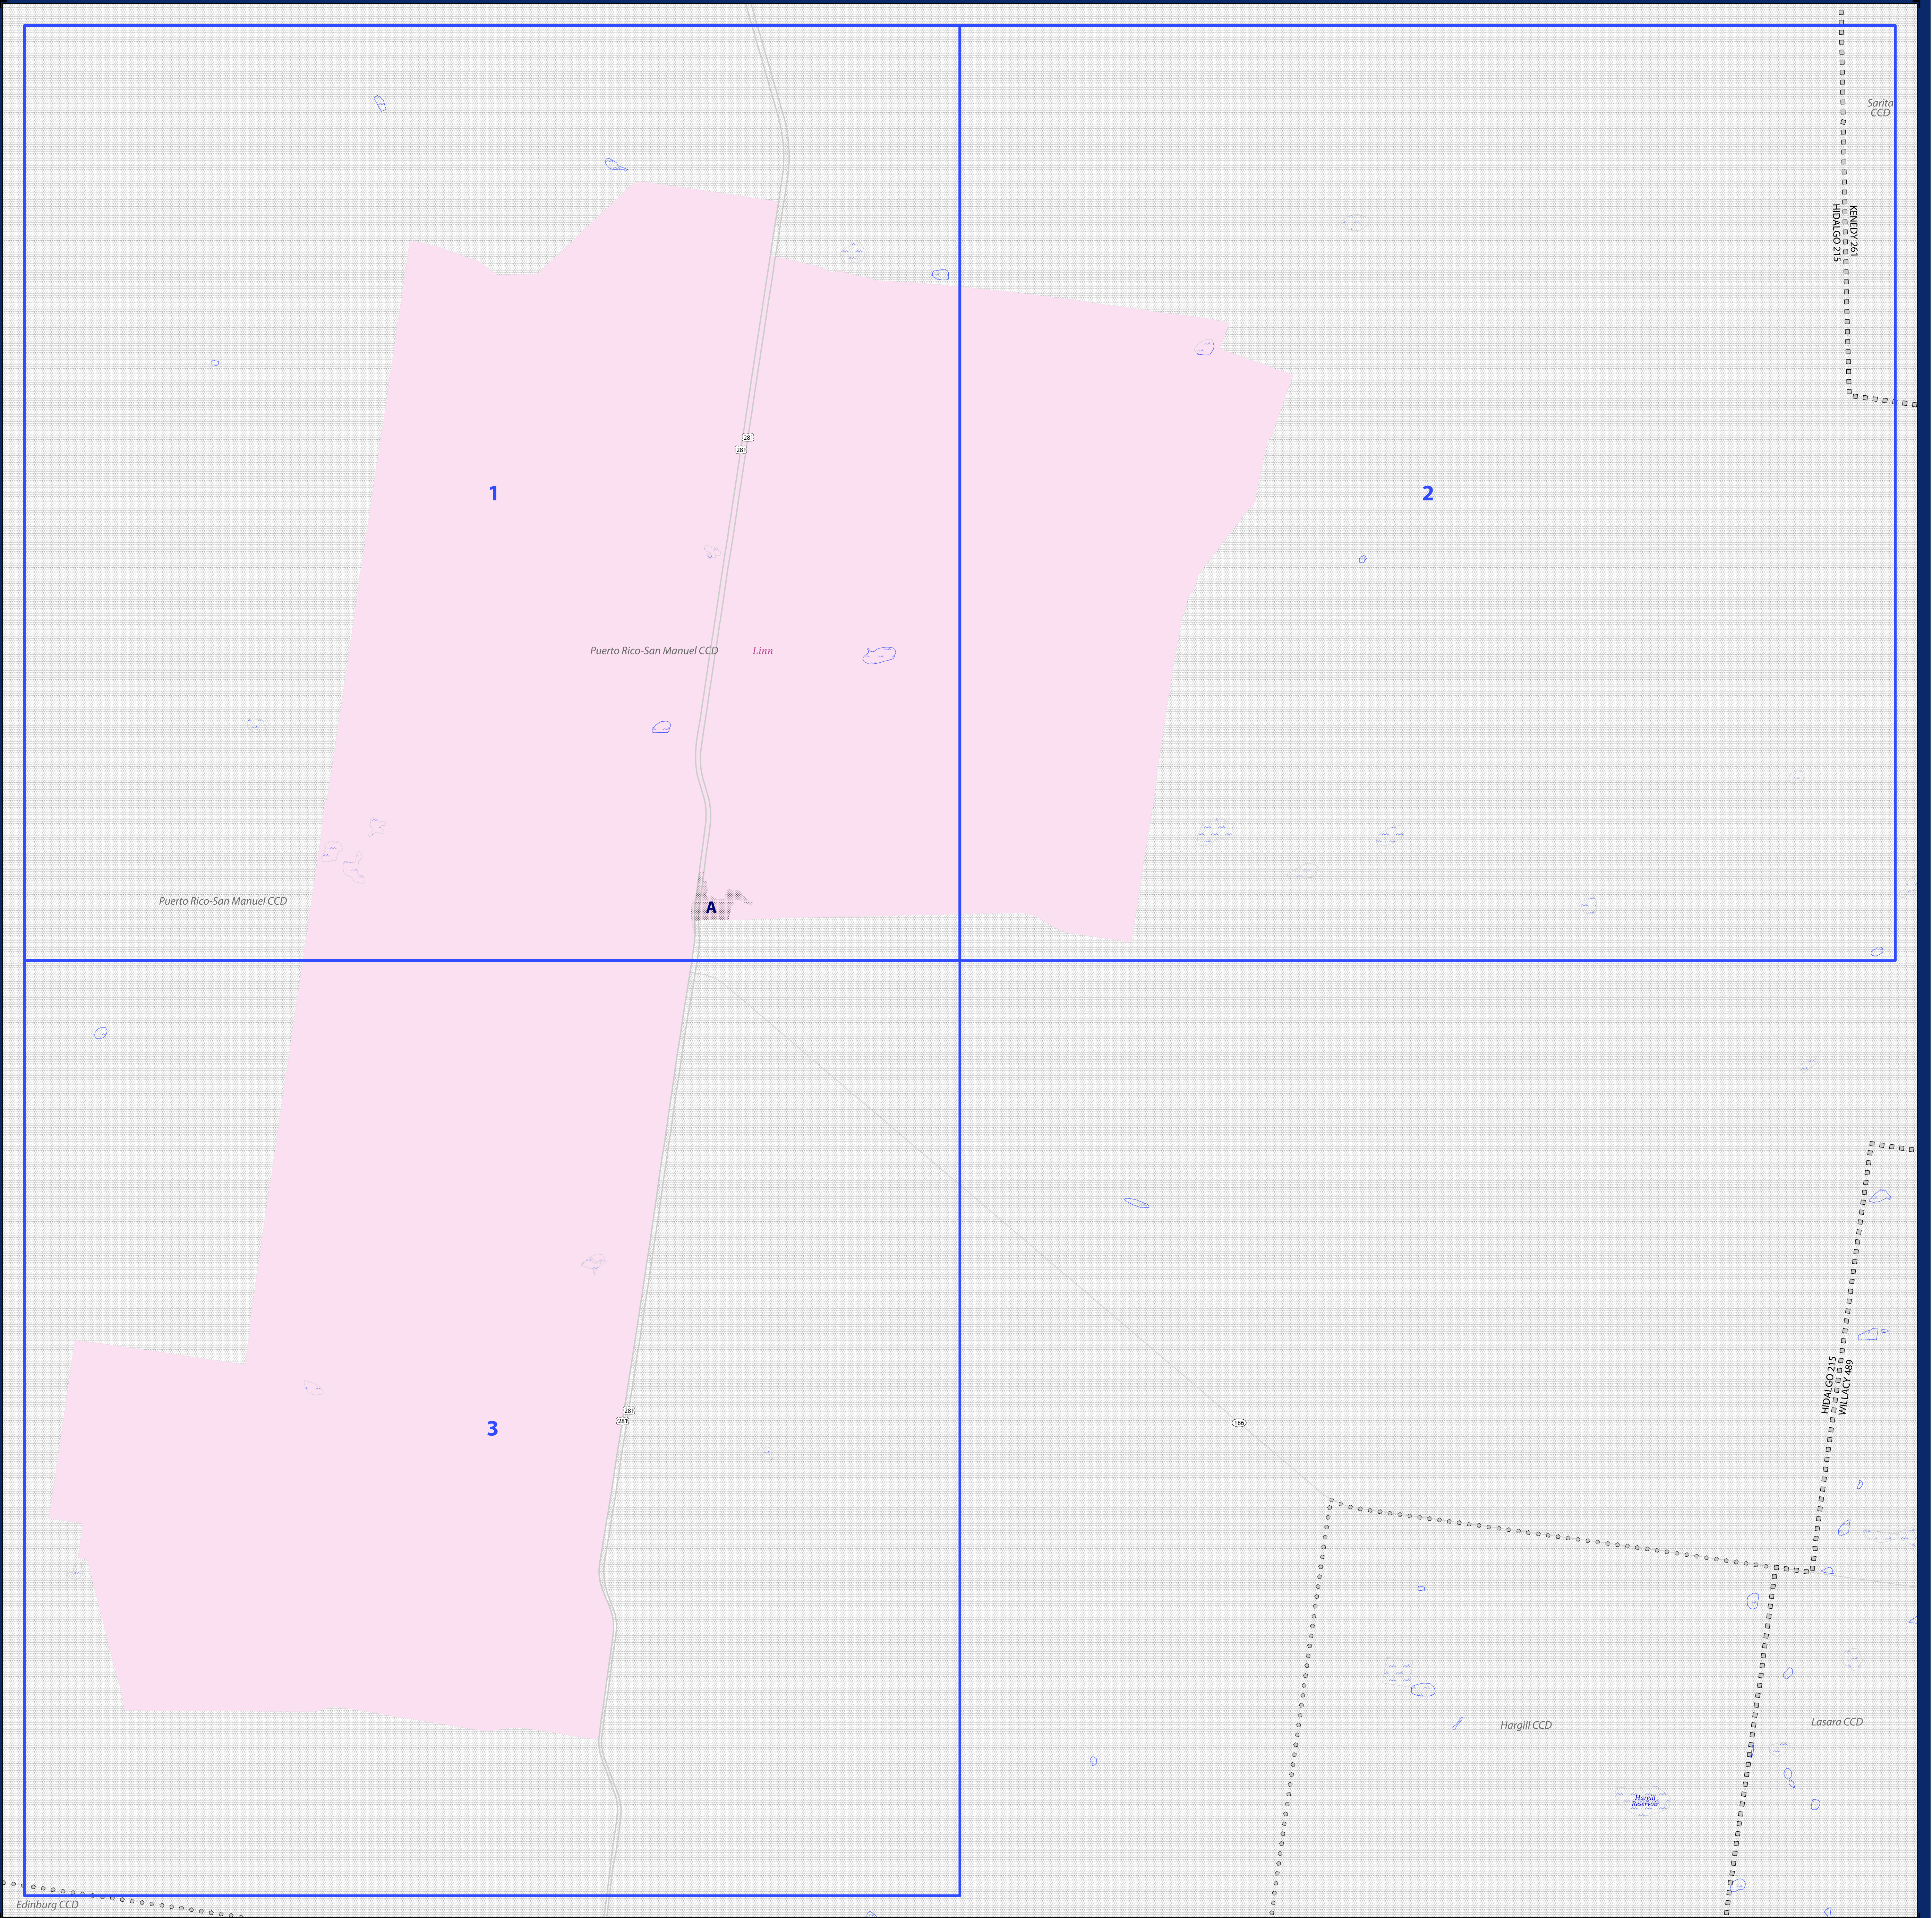 Sarita
CCD
KENEDY 261
HIDALGO 215
281
281
1
2
Puerto Rico-San Manuel CCD
Linn
Puerto Rico-San Manuel CCD
A
HIDALGO 215
WILLACY 489
281
281
3
186
Hargill CCD
Lasara CCD
Hargill
Reservoir
Edinburg CCD